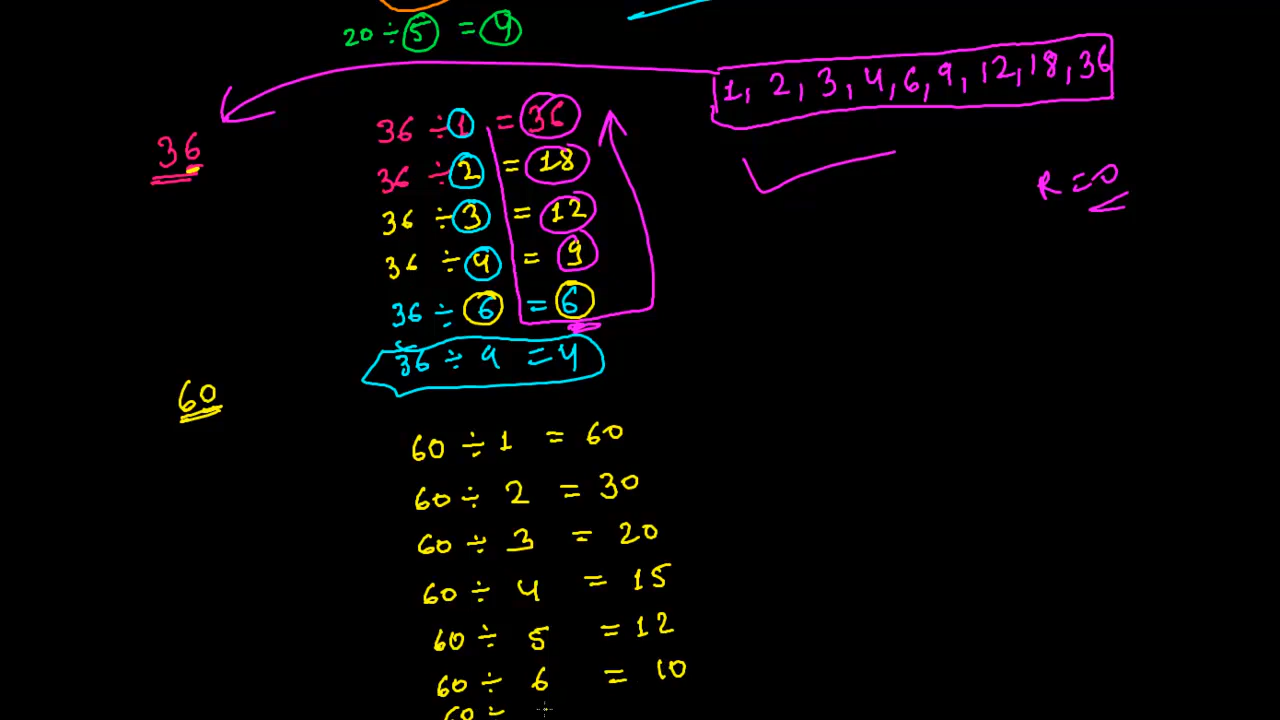 20 ÷ 5 = 4
1, 2, 3, 4, 6, 9, 12, 18, 36
36
36 ÷ 1 = 36
36 ÷ 2 = 18
R = 0
36 ÷ 3 = 12
36 ÷ 4 = 9
36 ÷ 6 = 6
36 ÷ 9 = 4
60
60 ÷ 1 = 60
60 ÷ 2 = 30
60 ÷ 3 = 20
60 ÷ 4 = 15
60 ÷ 5 = 12
60 ÷ 6 = 10
60 ÷